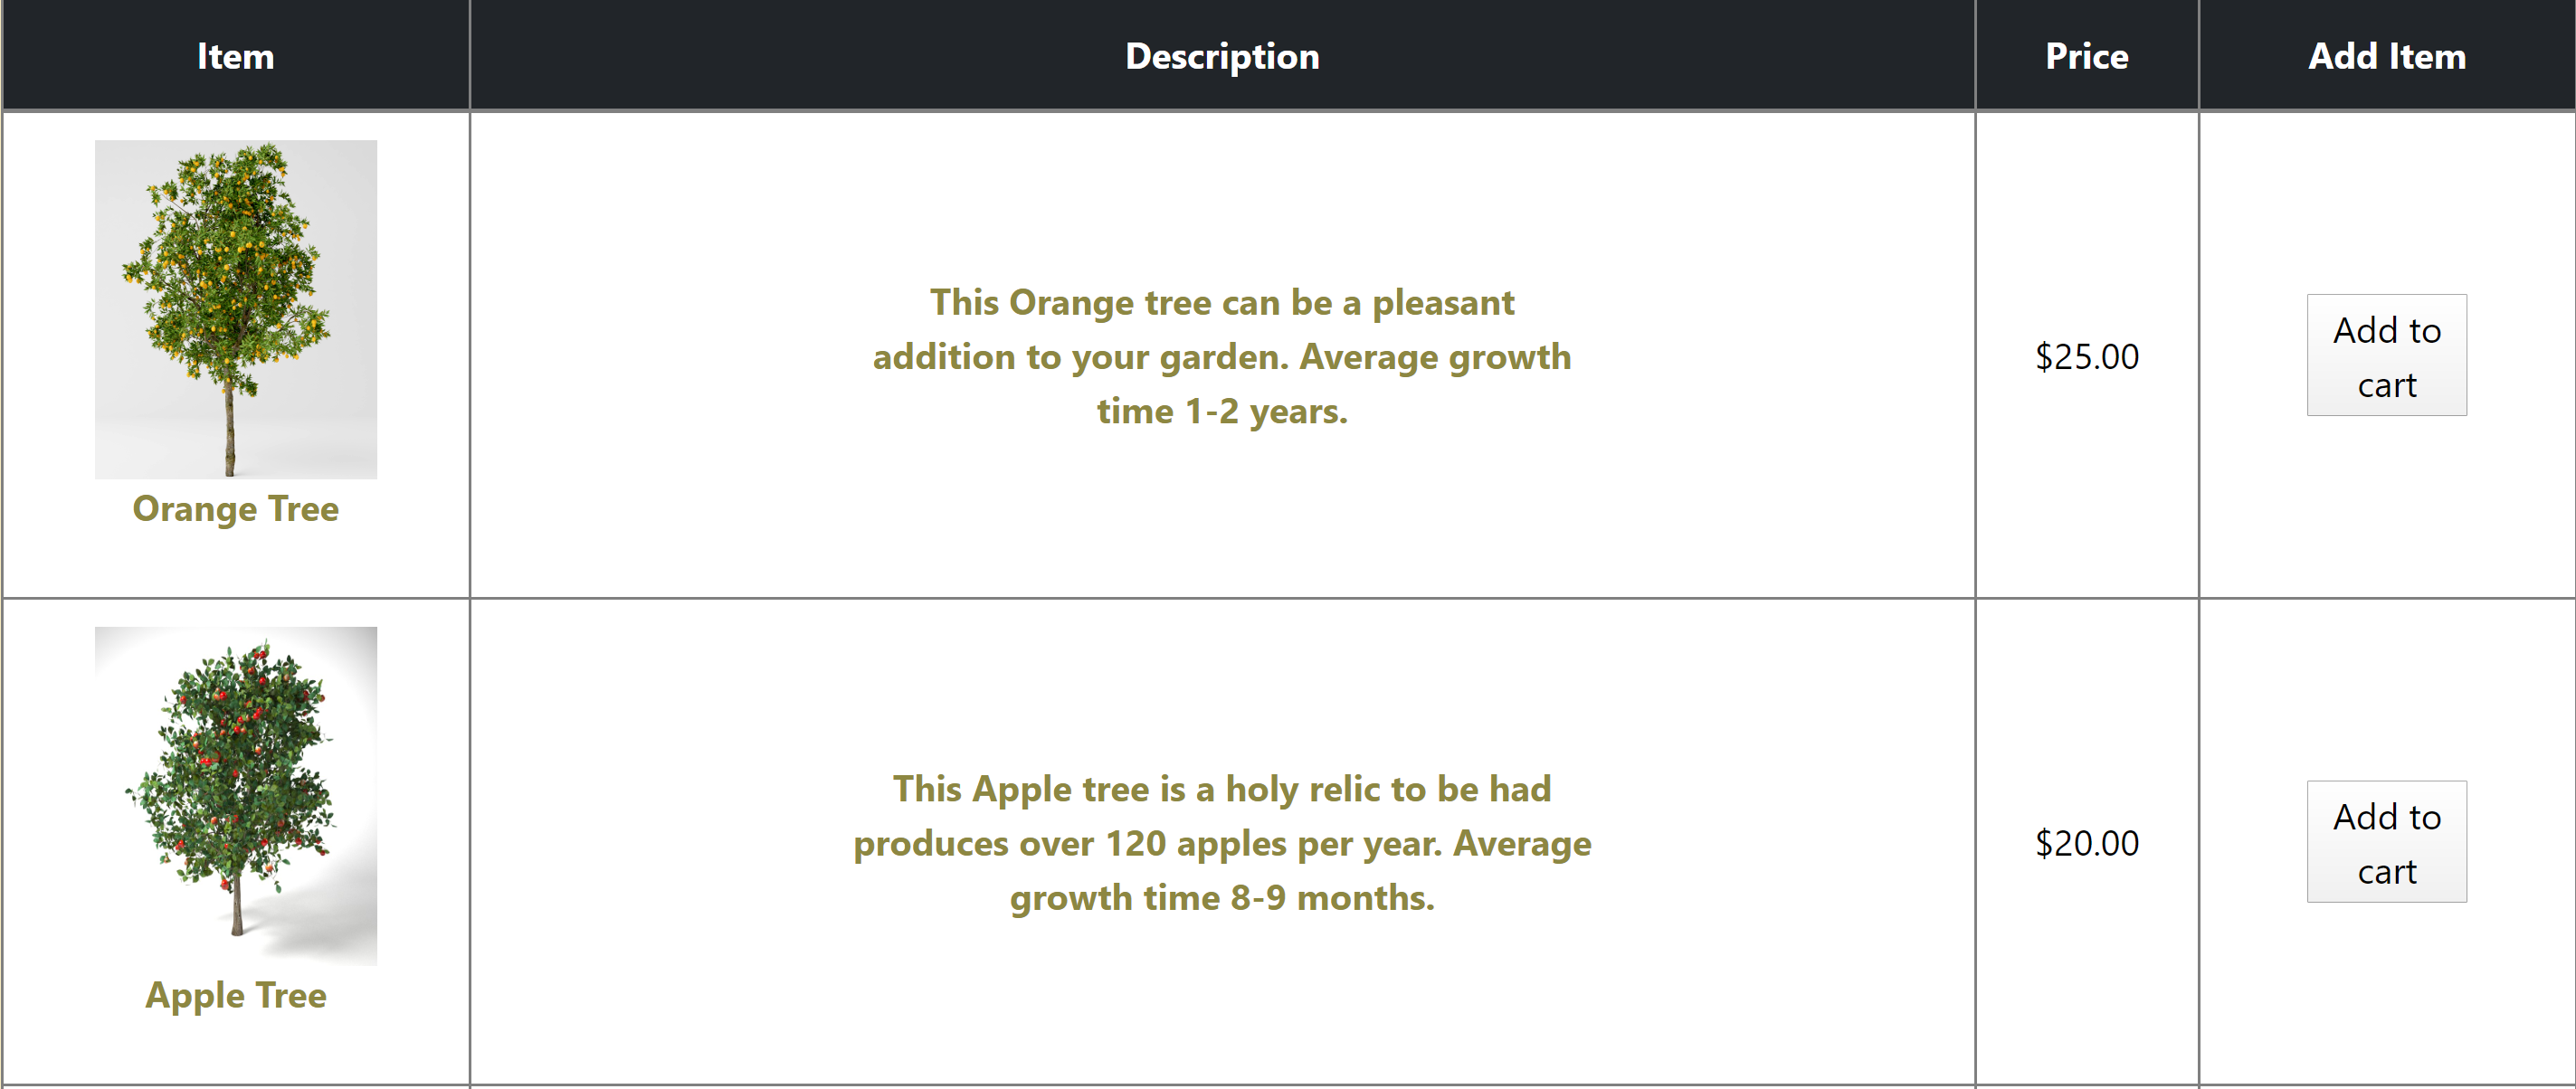 Item
Description
Price
Add Item
Orange Tree
This Orange tree can be a pleasant
addition to your garden. Average growth
time 1-2 years.
$25.00
Add to
cart
Apple Tree
This Apple tree is a holy relic to be had
produces over 120 apples per year. Average
growth time 8-9 months.
$20.00
Add to
cart